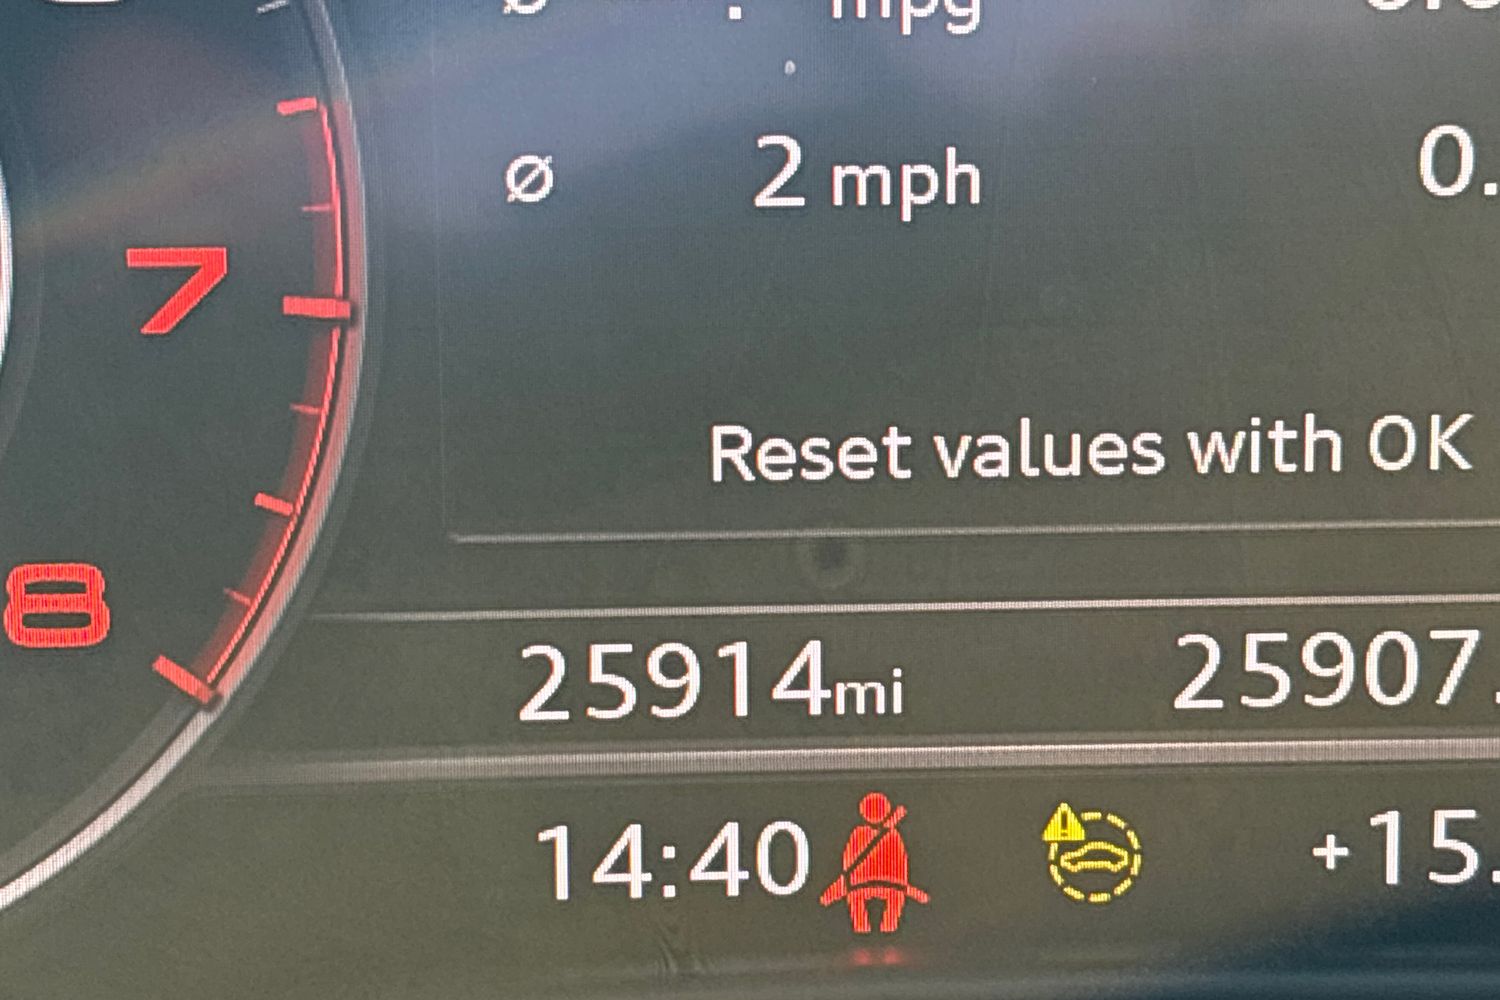 Ø mpg
Ø 2 mph 0.
7
Reset values with OK
8
25914mi 25907.
14:40 +15.